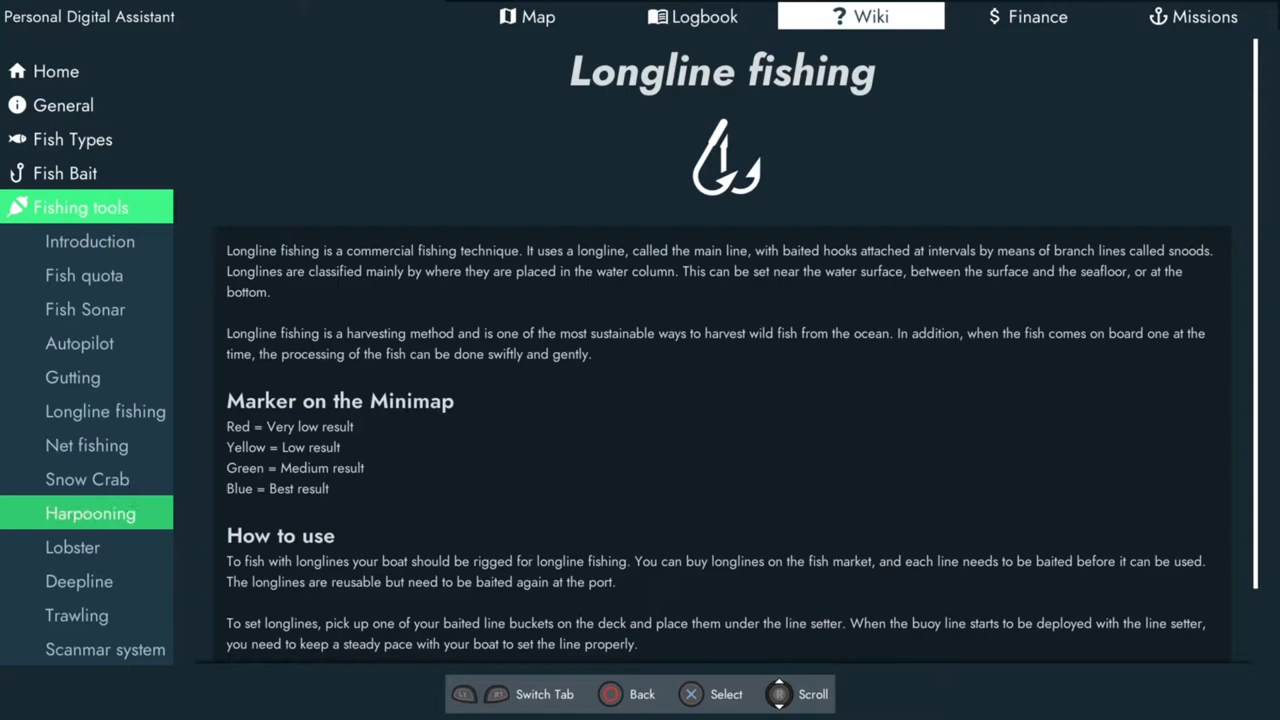 Personal Digital Assistant
Map
Logbook
? Wiki
$ Finance
Missions
Home
General
Fish Types
Fish Bait
Fishing tools
Introduction
Fish quota
Fish Sonar
Autopilot
Gutting
Longline fishing
Net fishing
Snow Crab
Harpooning
Lobster
Deepline
Trawling
Scanmar system
Longline fishing
Longline fishing is a commercial fishing technique. It uses a longline, called the main line, with baited hooks attached at intervals by means of branch lines called snoods.
Longlines are classified mainly by where they are placed in the water column. This can be set near the water surface, between the surface and the seafloor, or at the
bottom.
Longline fishing is a harvesting method and is one of the most sustainable ways to harvest wild fish from the ocean. In addition, when the fish comes on board one at the
time, the processing of the fish can be done swiftly and gently.
Marker on the Minimap
Red = Very low result
Yellow = Low result
Green = Medium result
Blue = Best result
How to use
To fish with longlines your boat should be rigged for longline fishing. You can buy longlines on the fish market, and each line needs to be baited before it can be used.
The longlines are reusable but need to be baited again at the port.
To set longlines, pick up one of your baited line buckets on the deck and place them under the line setter. When the buoy line starts to be deployed with the line setter,
you need to keep a steady pace with your boat to set the line properly.
L1 R1 Switch Tab
Back
Select
R Scroll